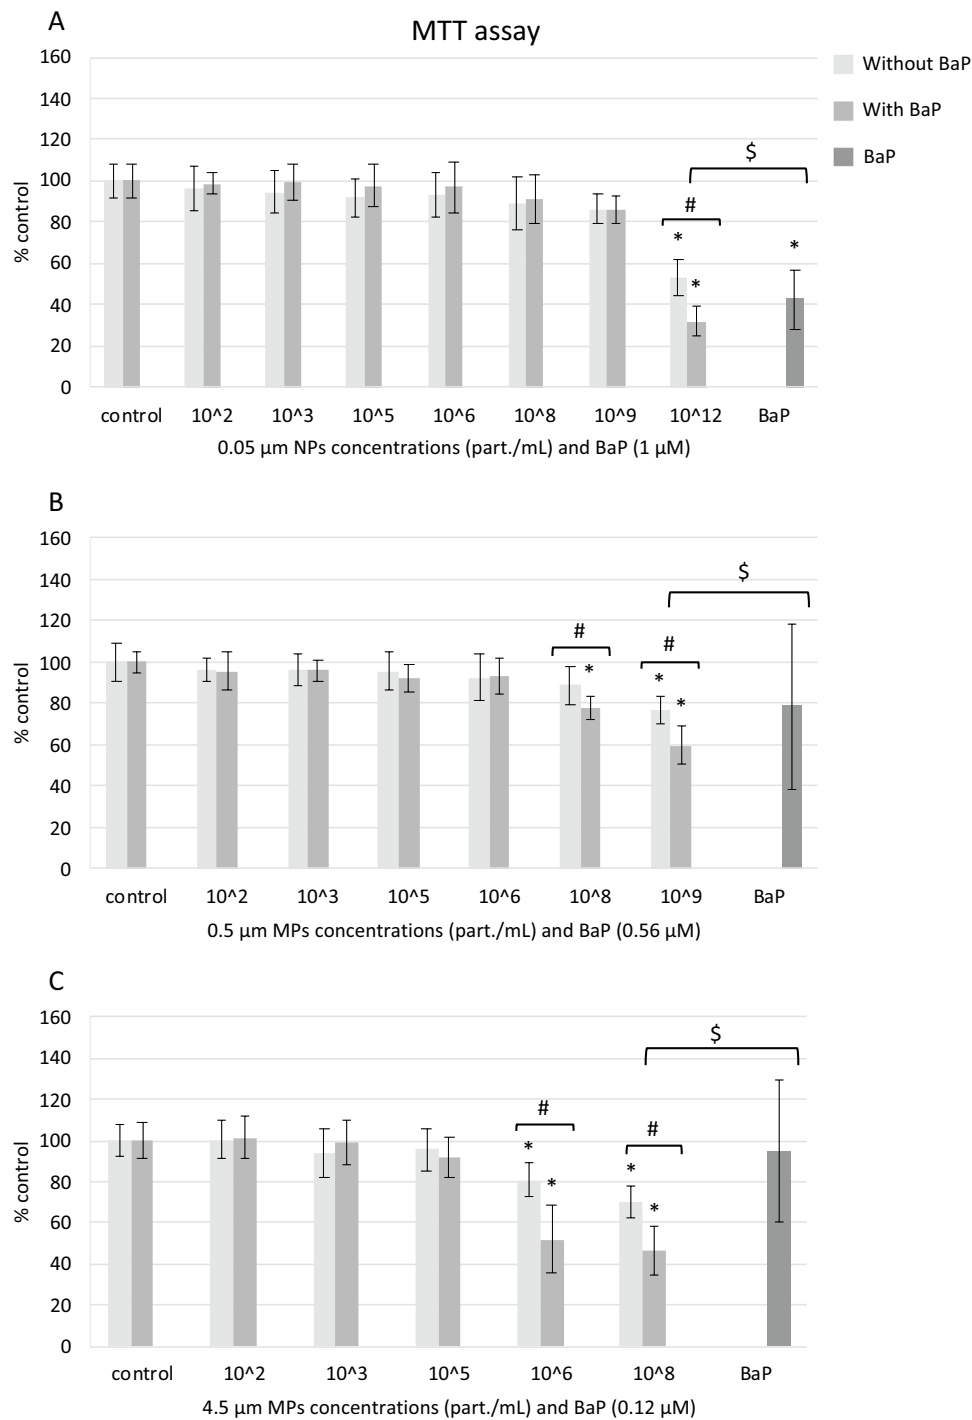 A
MTT assay
160
140
120
100
80
60
40
20
0
% control
Without BaP
With BaP
BaP
$
#
* * *
control 10^2 10^3 10^5 10^6 10^8 10^9 10^12 BaP
0.05 µm NPs concentrations (part./mL) and BaP (1 µM)
B
160
140
120
100
80
60
40
20
0
% control
$
# #
* * *
control 10^2 10^3 10^5 10^6 10^8 10^9 BaP
0.5 µm MPs concentrations (part./mL) and BaP (0.56 µM)
C
160
140
120
100
80
60
40
20
0
% control
$
# #
* * * *
control 10^2 10^3 10^5 10^6 10^8 BaP
4.5 µm MPs concentrations (part./mL) and BaP (0.12 µM)